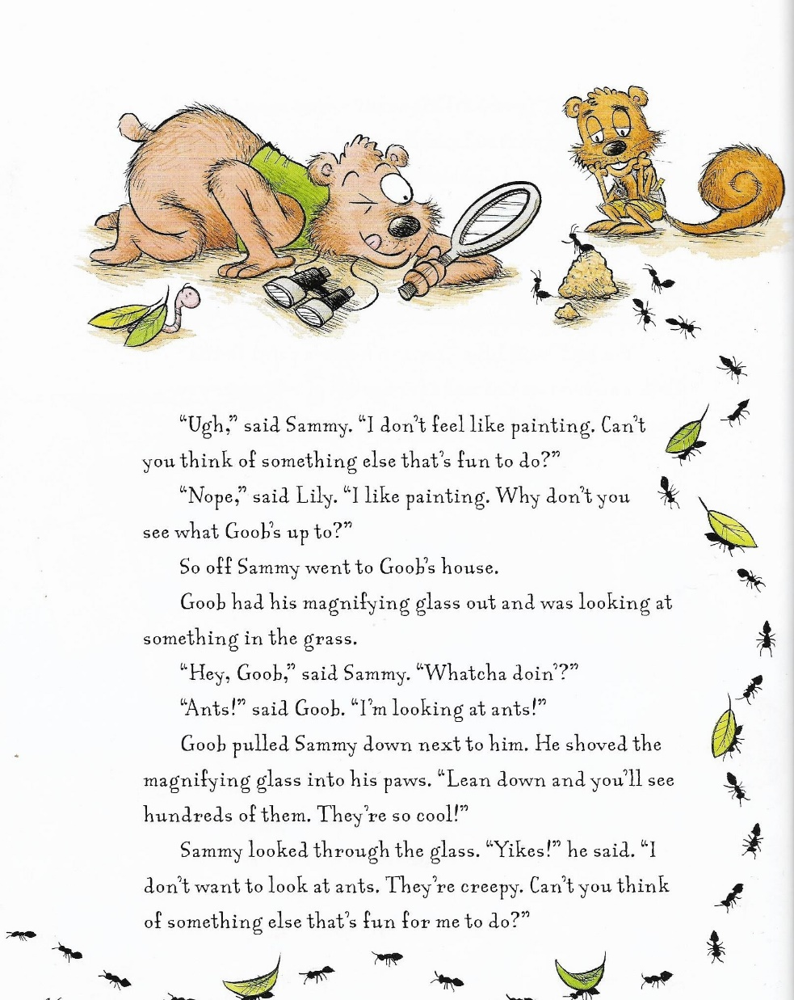 “Ugh,” said Sammy. “I don’t feel like painting. Can’t
you think of something else that’s fun to do?”
“Nope,” said Lily. “I like painting. Why don’t you
see what Goob’s up to?”
So off Sammy went to Goob’s house.
Goob had his magnifying glass out and was looking at
something in the grass.
“Hey, Goob,” said Sammy. “Whatcha doin’?”
“Ants!” said Goob. “I’m looking at ants!”
Goob pulled Sammy down next to him. He shoved the
magnifying glass into his paws. “Lean down and you’ll see
hundreds of them. They’re so cool!”
Sammy looked through the glass. “Yikes!” he said. “I
don’t want to look at ants. They’re creepy. Can’t you think
of something else that’s fun for me to do?”